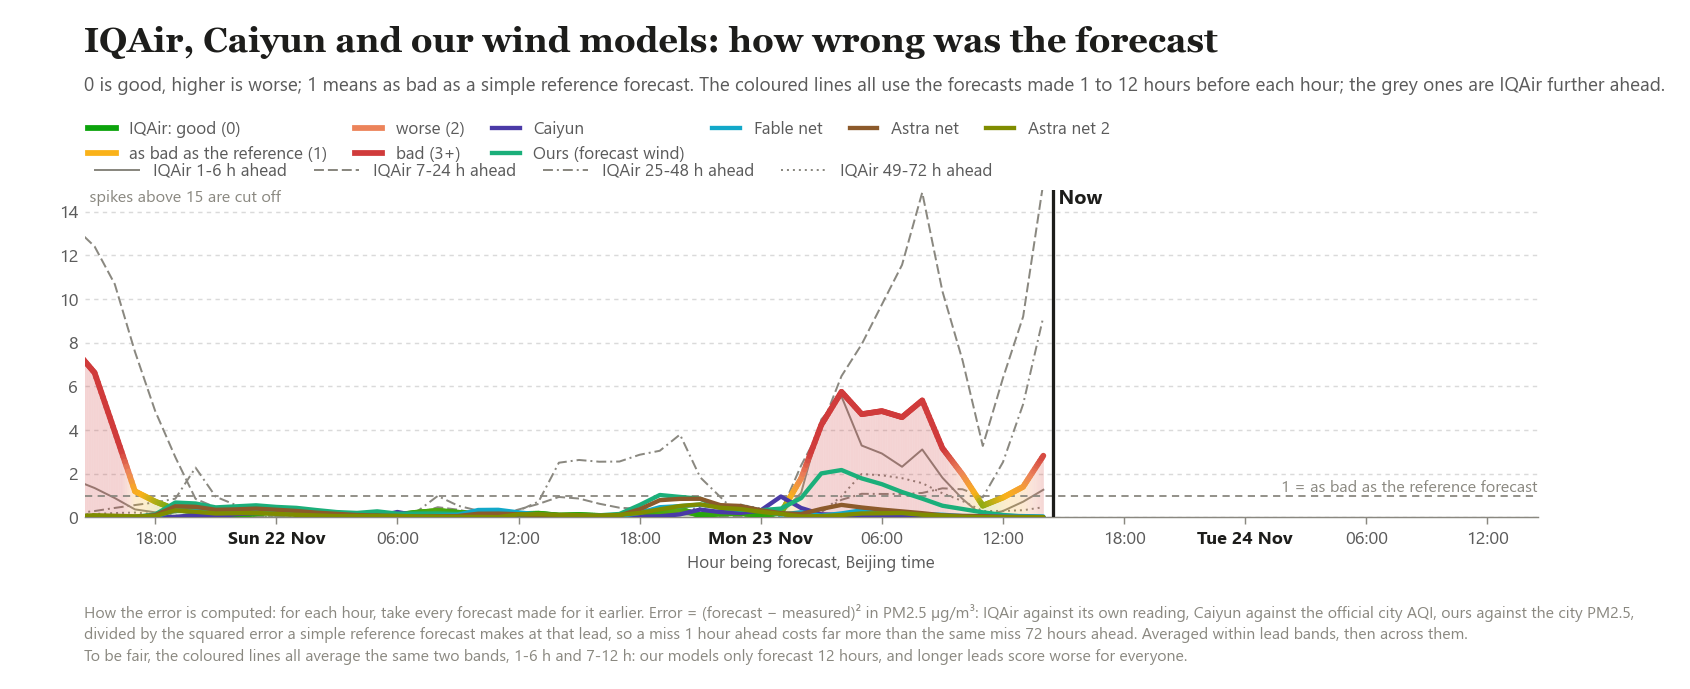 IQAir, Caiyun and our wind models: how wrong was the forecast
0 is good, higher is worse; 1 means as bad as a simple reference forecast. The coloured lines all use the forecasts made 1 to 12 hours before each hour; the grey ones are IQAir further ahead.
IQAir: good (0) worse (2) Caiyun Fable net Astra net Astra net 2
as bad as the reference (1) bad (3+) Ours (forecast wind)
IQAir 1-6 h ahead IQAir 7-24 h ahead IQAir 25-48 h ahead IQAir 49-72 h ahead
spikes above 15 are cut off
Now
14
12
10
8
6
4
2
1 = as bad as the reference forecast
0
18:00 Sun 22 Nov 06:00 12:00 18:00 Mon 23 Nov 06:00 12:00 18:00 Tue 24 Nov 06:00 12:00
Hour being forecast, Beijing time
How the error is computed: for each hour, take every forecast made for it earlier. Error = (forecast − measured)² in PM2.5 µg/m³: IQAir against its own reading, Caiyun against the official city AQI, ours against the city PM2.5,
divided by the squared error a simple reference forecast makes at that lead, so a miss 1 hour ahead costs far more than the same miss 72 hours ahead. Averaged within lead bands, then across them.
To be fair, the coloured lines all average the same two bands, 1-6 h and 7-12 h: our models only forecast 12 hours, and longer leads score worse for everyone.